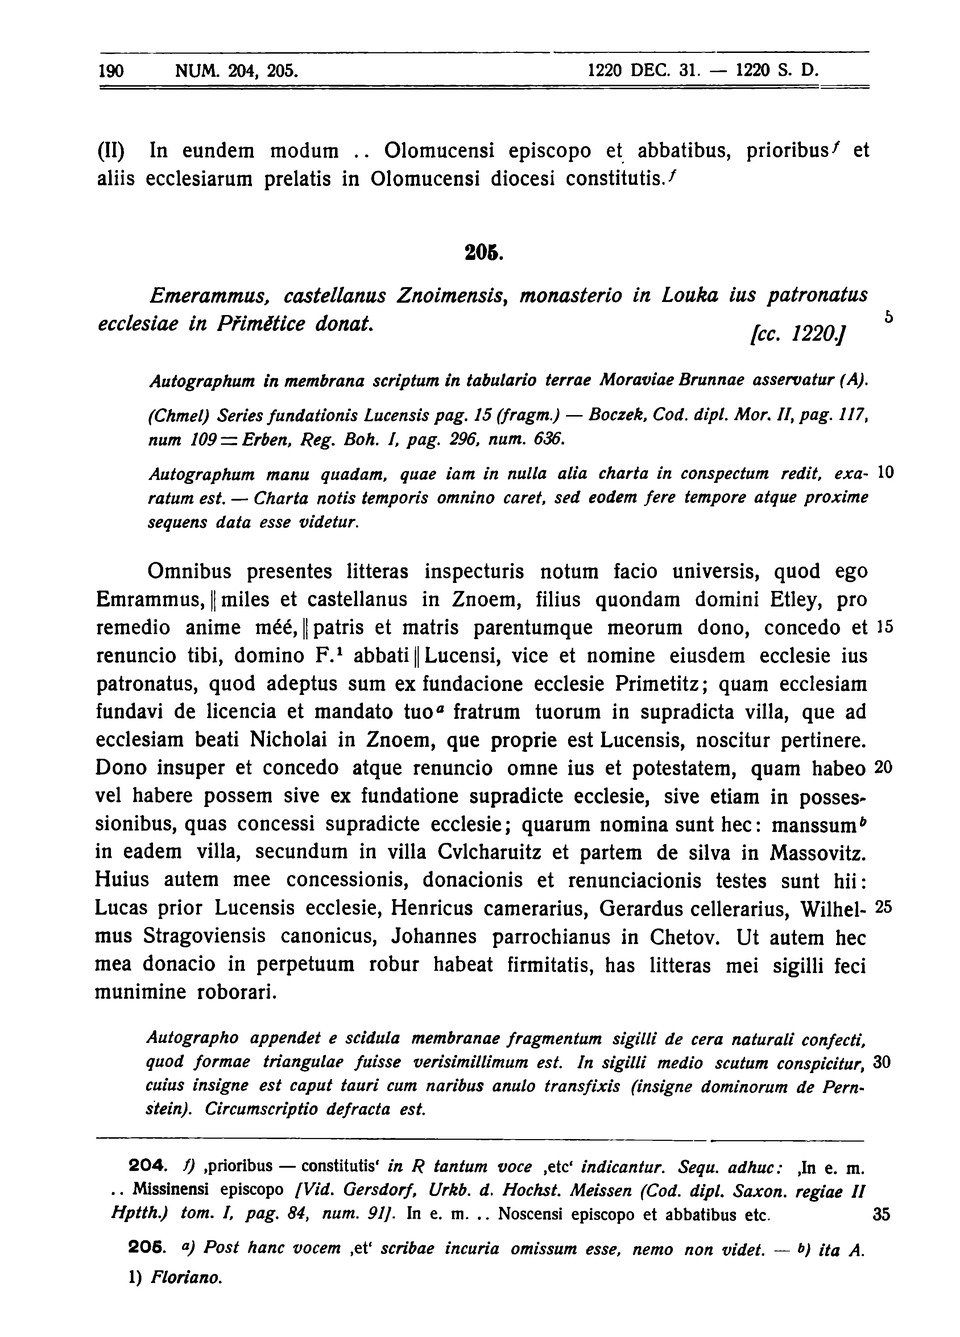 190 NUM. 204, 205. 1220 DEC. 31. — 1220 S. D.
(II) In eundem modum .. Olomucensi episcopo et abbatibus, prioribus f et
aliis ecclesiarum prelatis in Olomucensi diocesi constitutis. f
205.
Emerammus, castellanus Znoimensis, monasterio in Louka ius patronatus
ecclesiae in Přimětice donat. 5
[cc. 1220.]
Autographum in membrana scriptum in tabulario terrae Moraviae Brunnae asservatur (A).
(Chmel) Series fundationis Lucensis pag. 15 (fragm.) — Boczek, Cod. dipl. Mor. II, pag. 117,
num 109 = Erben, Reg. Boh. I, pag. 296, num. 636.
Autographum manu quadam, quae iam in nulla alia charta in conspectum redit, exa- 10
ratum est. — Charta notis temporis omnino caret, sed eodem fere tempore atque proxime
sequens data esse videtur.
Omnibus presentes litteras inspecturis notum facio universis, quod ego
Emrammus, || miles et castellanus in Znoem, filius quondam domini Etley, pro
remedio anime méé, || patris et matris parentumque meorum dono, concedo et 15
renuncio tibi, domino F.¹ abbati || Lucensi, vice et nomine eiusdem ecclesie ius
patronatus, quod adeptus sum ex fundacione ecclesie Primetitz; quam ecclesiam
fundavi de licencia et mandato tuo a fratrum tuorum in supradicta villa, que ad
ecclesiam beati Nicholai in Znoem, que proprie est Lucensis, noscitur pertinere.
Dono insuper et concedo atque renuncio omne ius et potestatem, quam habeo 20
vel habere possem sive ex fundatione supradicte ecclesie, sive etiam in posses-
sionibus, quas concessi supradicte ecclesie; quarum nomina sunt hec: manssum b
in eadem villa, secundum in villa Cvlcharuitz et partem de silva in Massovitz.
Huius autem mee concessionis, donacionis et renunciacionis testes sunt hii:
Lucas prior Lucensis ecclesie, Henricus camerarius, Gerardus cellerarius, Wilhel- 25
mus Stragoviensis canonicus, Johannes parrochianus in Chetov. Ut autem hec
mea donacio in perpetuum robur habeat firmitatis, has litteras mei sigilli feci
munimine roborari.
Autographo appendet e scidula membranae fragmentum sigilli de cera naturali confecti,
quod formae triangulae fuisse verisimillimum est. In sigilli medio scutum conspicitur, 30
cuius insigne est caput tauri cum naribus anulo transfixis (insigne dominorum de Pern-
stein). Circumscriptio defracta est.
204. f) ‚prioribus — constitutis‘ in R tantum voce ‚etc‘ indicantur. Sequ. adhuc: ‚In e. m.
.. Missinensi episcopo [Vid. Gersdorf, Urkb. d. Hochst. Meissen (Cod. dipl. Saxon. regiae II
Hptth.) tom. I, pag. 84, num. 91]. In e. m. .. Noscensi episcopo et abbatibus etc. 35
205. a) Post hanc vocem ‚et‘ scribae incuria omissum esse, nemo non videt. — b) ita A.
1) Floriano.